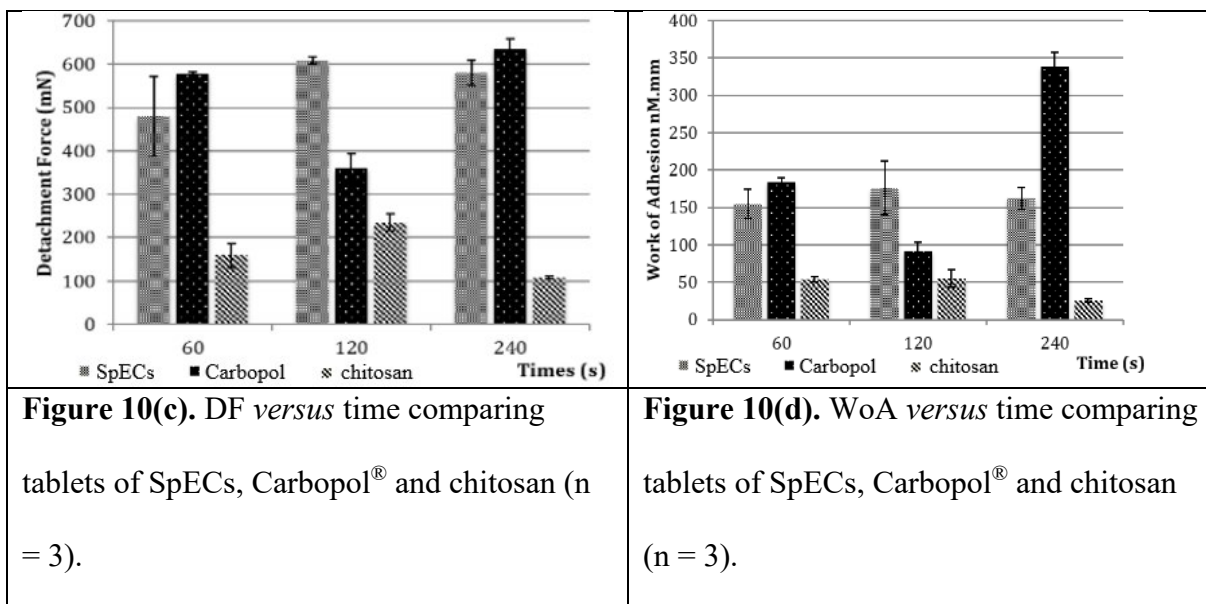 700
600
500
400
300
200
100
0
Detachment Force (mN)
60 120 240
SpECs Carbopol chitosan Times (s)
400
350
300
250
200
150
100
50
0
Work of Adhesion nM.mm
60 120 240 Time (s)
SpECs Carbopol chitosan
Figure 10(c). DF versus time comparing
tablets of SpECs, Carbopol® and chitosan (n
= 3).
Figure 10(d). WoA versus time comparing
tablets of SpECs, Carbopol® and chitosan
(n = 3).